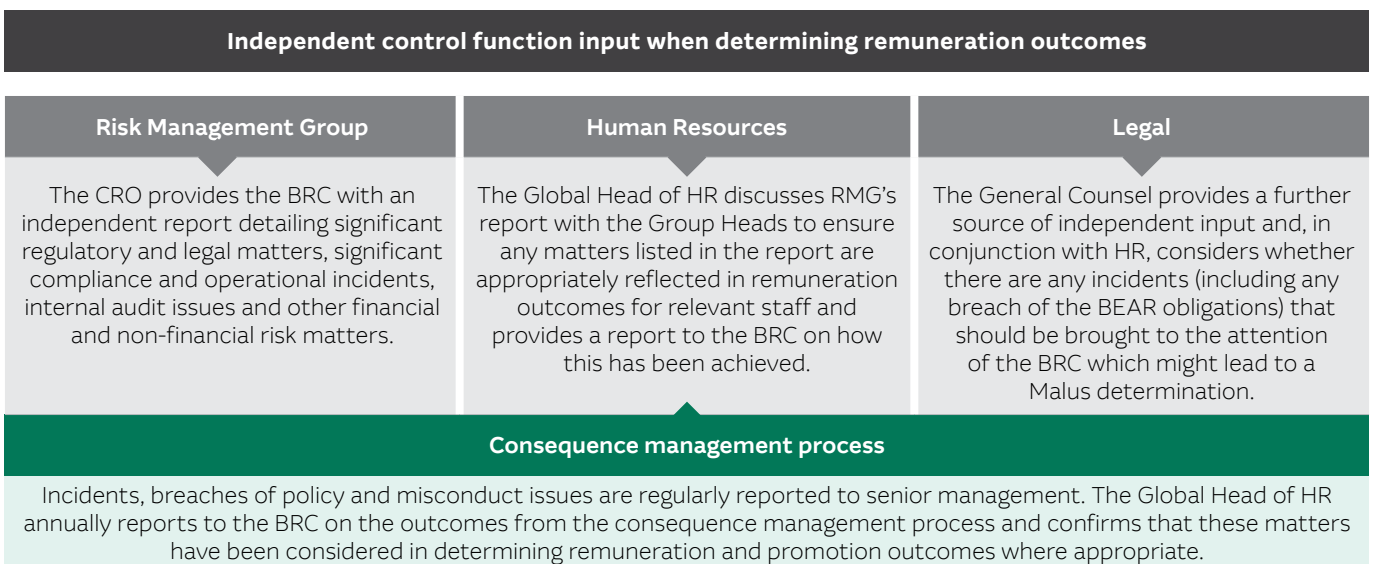 Independent control function input when determining remuneration outcomes
Risk Management Group
The CRO provides the BRC with an
independent report detailing significant
regulatory and legal matters, significant
compliance and operational incidents,
internal audit issues and other financial
and non-financial risk matters.
Human Resources
The Global Head of HR discusses RMG’s
report with the Group Heads to ensure
any matters listed in the report are
appropriately reflected in remuneration
outcomes for relevant staff and
provides a report to the BRC on how
this has been achieved.
Legal
The General Counsel provides a further
source of independent input and, in
conjunction with HR, considers whether
there are any incidents (including any
breach of the BEAR obligations) that
should be brought to the attention
of the BRC which might lead to a
Malus determination.
Consequence management process
Incidents, breaches of policy and misconduct issues are regularly reported to senior management. The Global Head of HR
annually reports to the BRC on the outcomes from the consequence management process and confirms that these matters
have been considered in determining remuneration and promotion outcomes where appropriate.